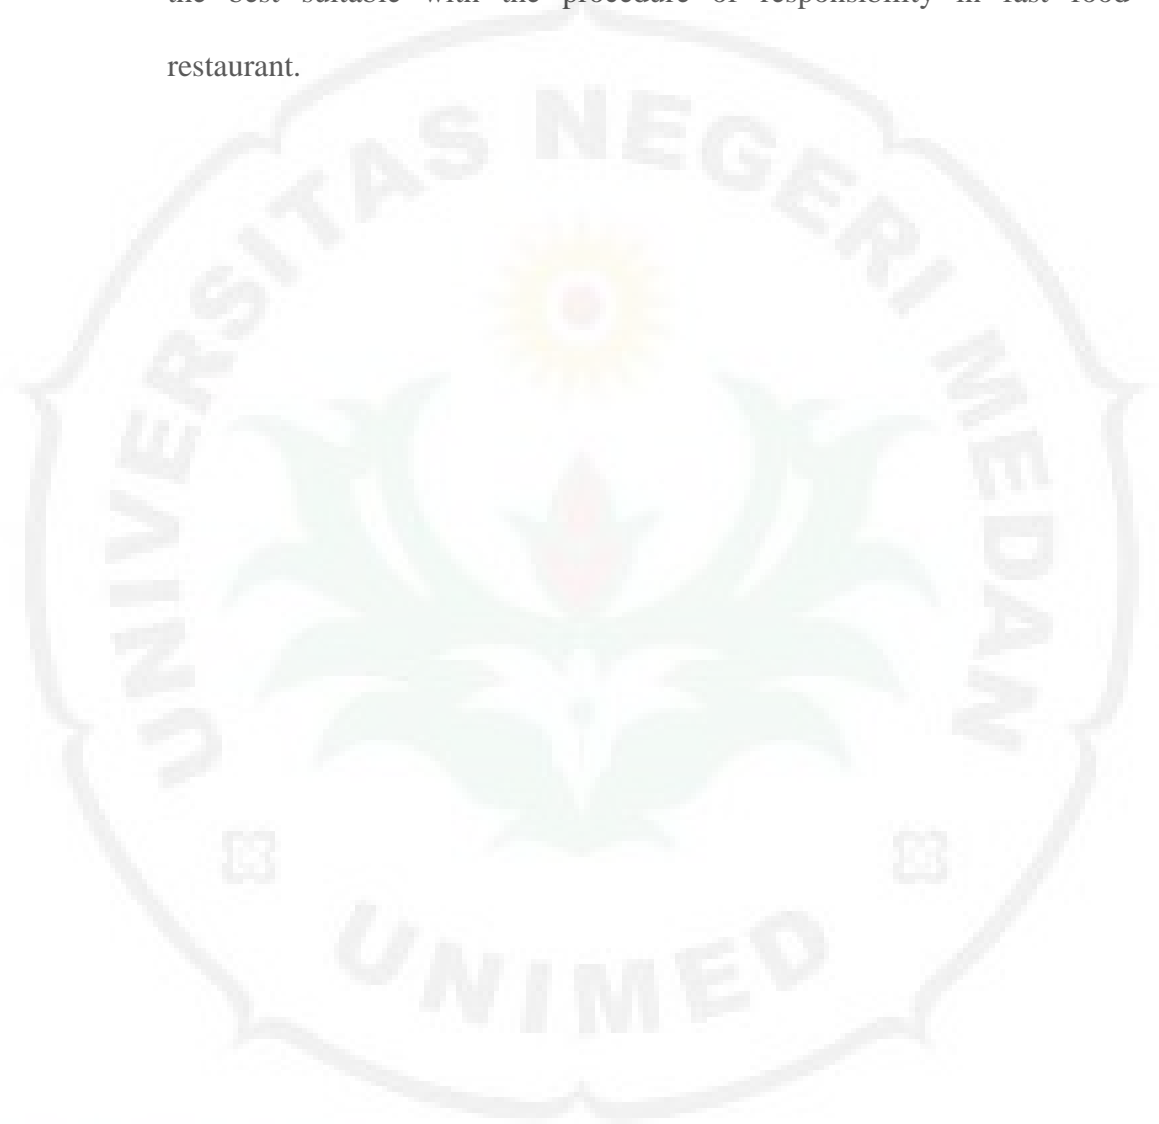 the best suitable with the procedure of responsibility in fast food
restaurant.
UNIVERSITAS NEGERI MEDAN
UNIMED